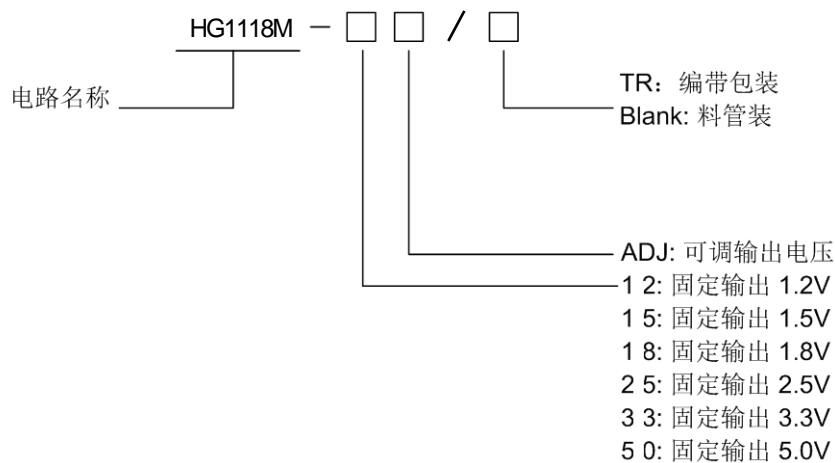 HG1118M - □ □ / □
电路名称
TR：编带包装
Blank: 料管装
ADJ: 可调输出电压
1 2: 固定输出 1.2V
1 5: 固定输出 1.5V
1 8: 固定输出 1.8V
2 5: 固定输出 2.5V
3 3: 固定输出 3.3V
5 0: 固定输出 5.0V